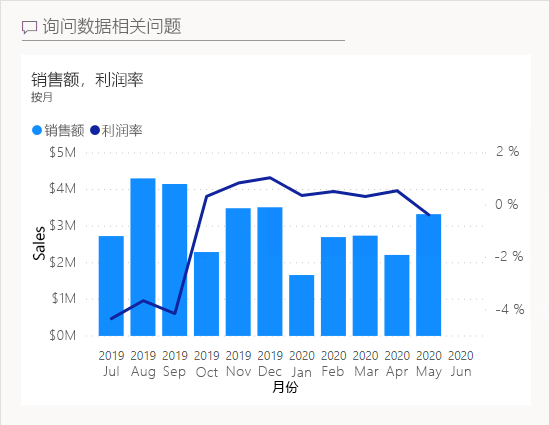 询问数据相关问题
销售额，利润率
按月
销售额 利润率
$5M
$4M
$3M
$2M
$1M
$0M
Sales
2 %
0 %
-2 %
-4 %
2019 2019 2019 2019 2019 2019 2020 2020 2020 2020 2020 2020
Jul Aug Sep Oct Nov Dec Jan Feb Mar Apr May Jun
月份